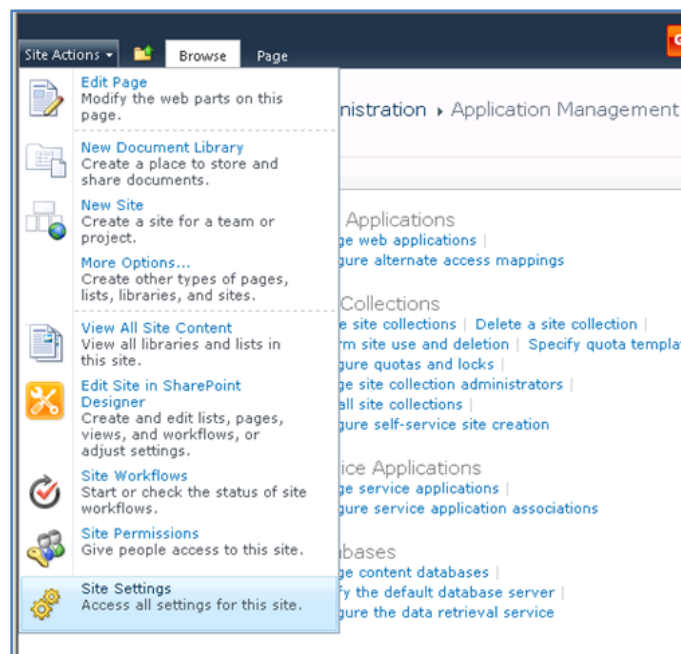 Site Actions Browse Page
Edit Page
Modify the web parts on this
page.
New Document Library
Create a place to store and
share documents.
New Site
Create a site for a team or
project.
More Options...
Create other types of pages,
lists, libraries, and sites.
View All Site Content
View all libraries and lists in
this site.
Edit Site in SharePoint
Designer
Create and edit lists, pages,
views, and workflows, or
adjust settings.
Site Workflows
Start or check the status of site
workflows.
Site Permissions
Give people access to this site.
Site Settings
Access all settings for this site.
nistration Application Management
Applications
ge web applications |
gure alternate access mappings
Collections
e site collections | Delete a site collection |
rm site use and deletion | Specify quota templa
gure quotas and locks |
ge site collection administrators |
all site collections |
gure self-service site creation
ice Applications
ge service applications |
gure service application associations
bases
ge content databases |
fy the default database server |
gure the data retrieval service